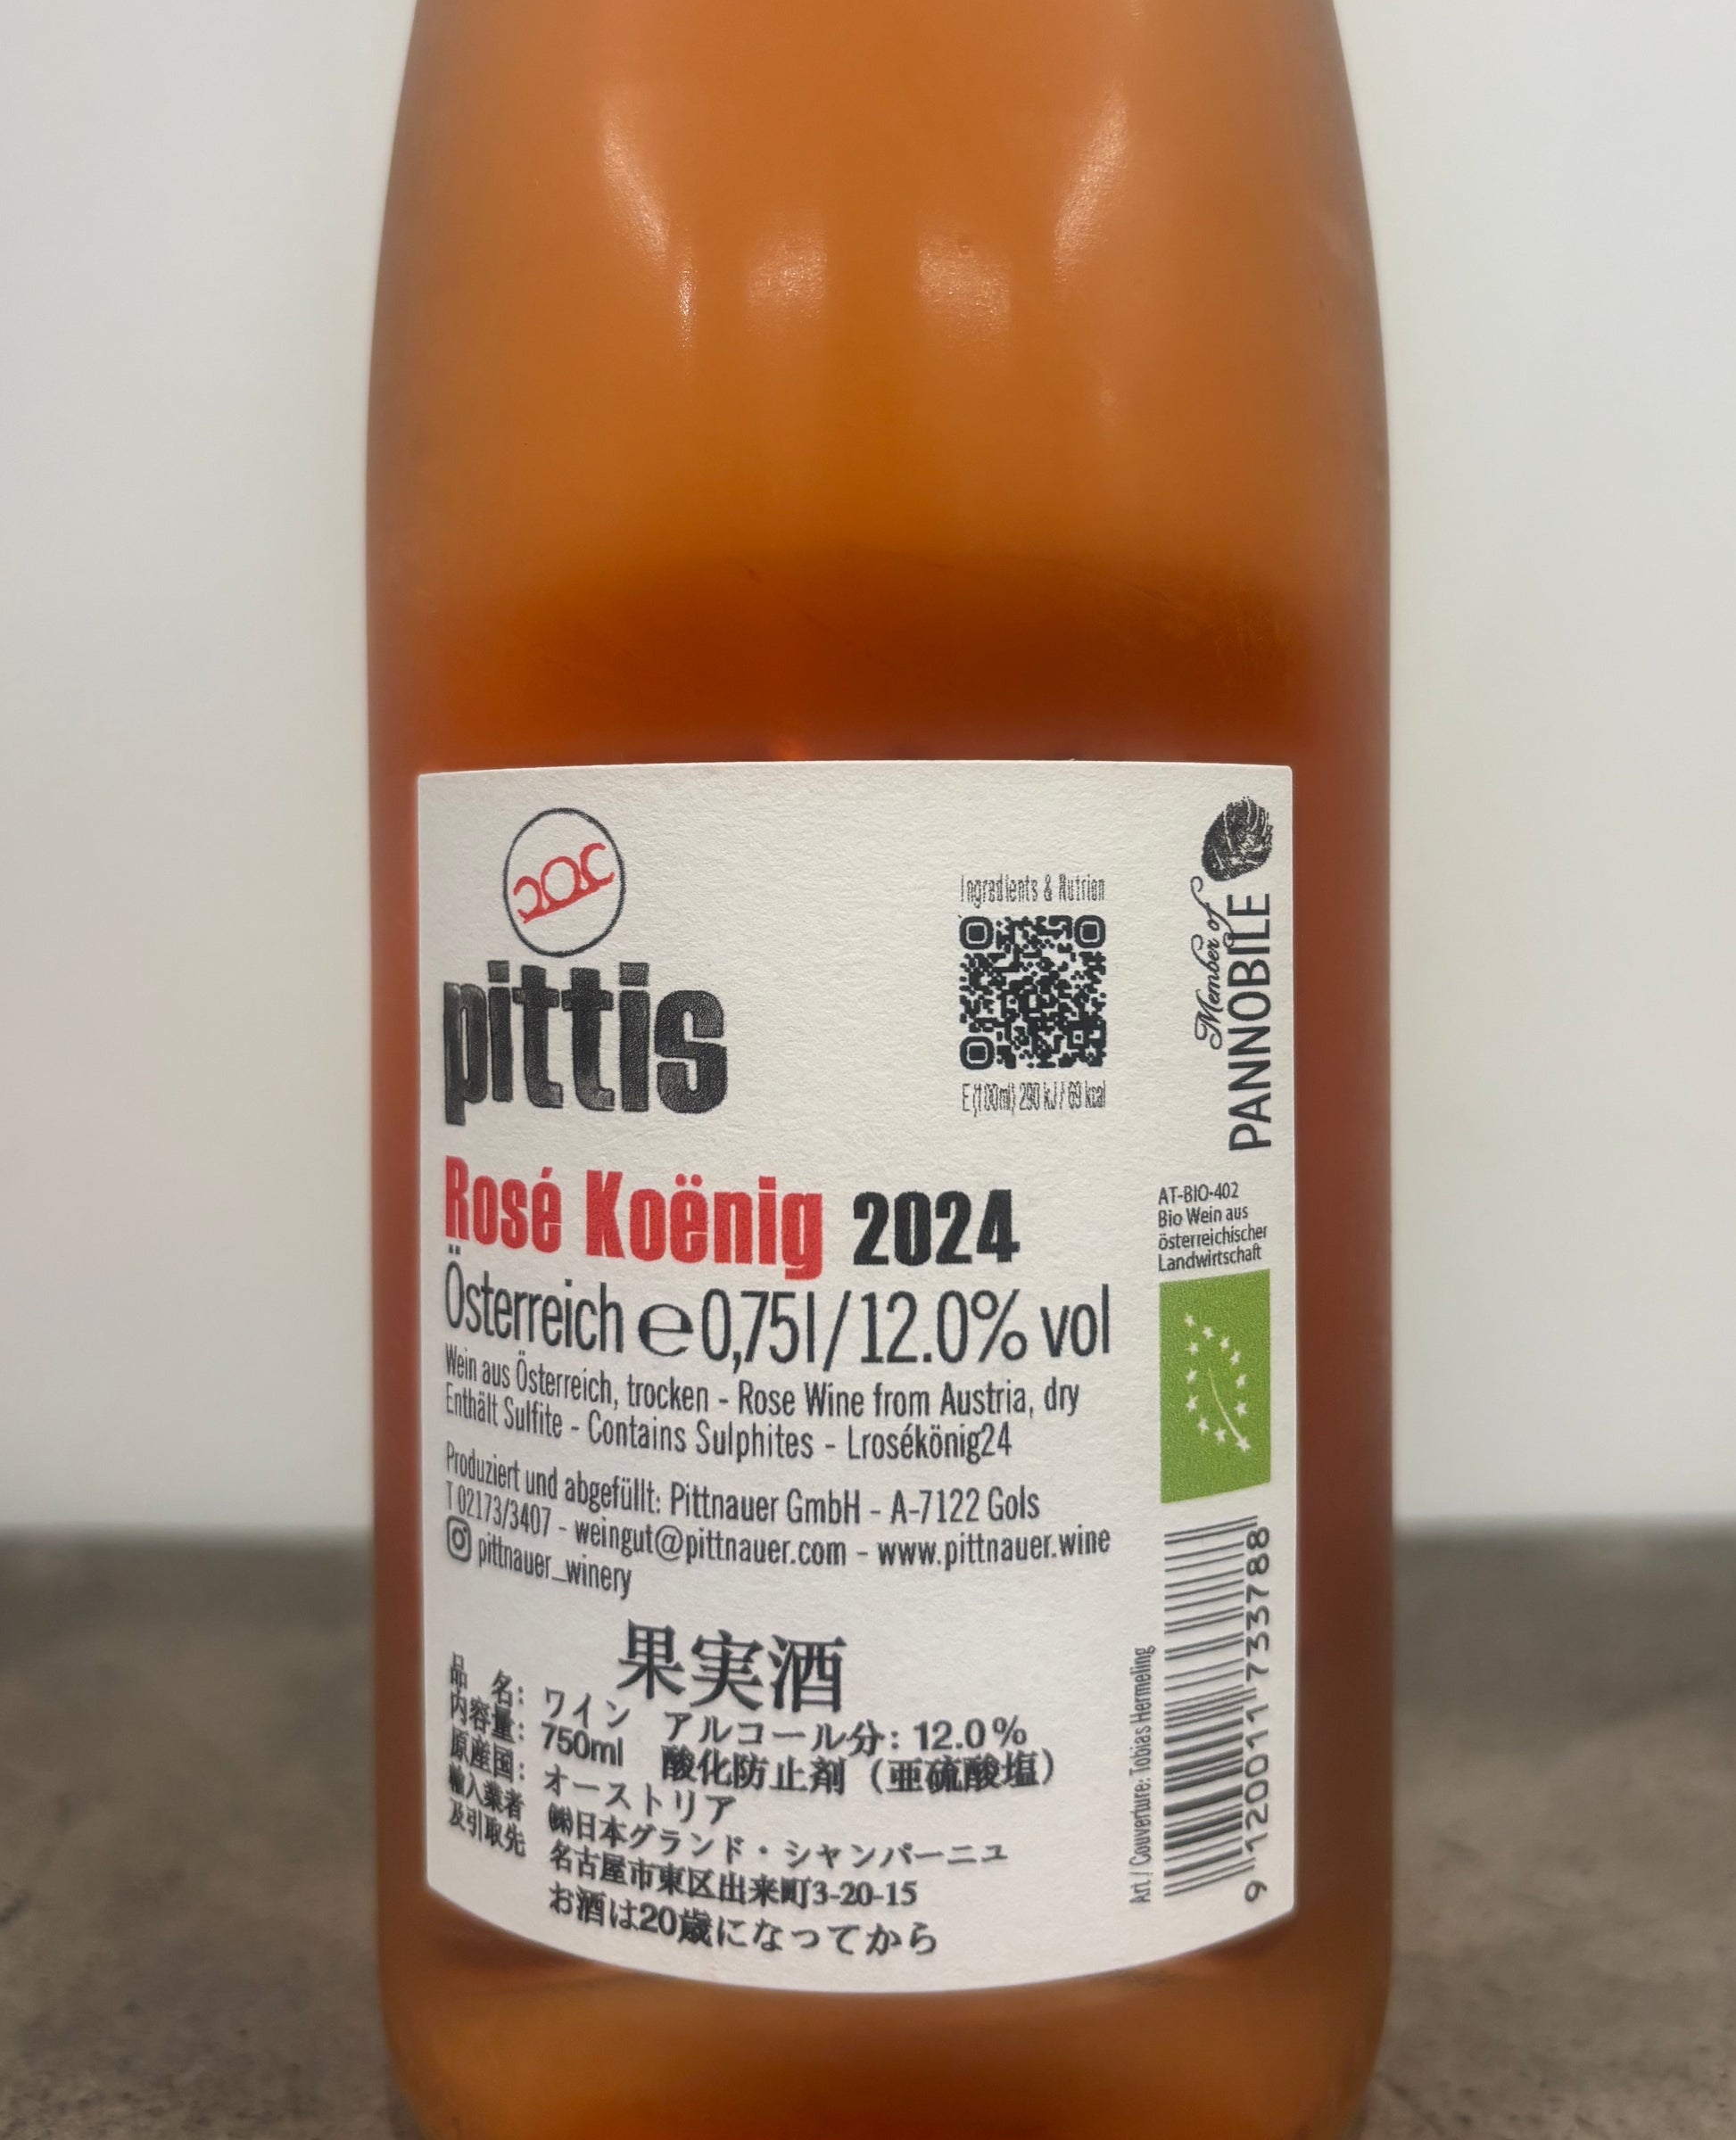 pittis
Ingredients & Nutrion
E (100ml) 290 kJ / 69 kcal
Rosé Koënig 2024
Österreich e 0,75l/12.0% vol
Wein aus Österreich, trocken - Rose Wine from Austria, dry
Enthält Sulfite - Contains Sulphites - Lrosékönig24
Produziert und abgefüllt: Pittnauer GmbH - A-7122 Gols
T 02173/3407 - weingut@pittnauer.com - www.pittnauer.wine
pittnauer_winery
果実酒
品 名: ワイン アルコール分: 12.0%
内容量: 750ml 酸化防止剤（亜硫酸塩）
原産国: オーストリア
輸入業者 ㈱日本グランド・シャンパーニュ
及引取先 名古屋市東区出来町3-20-15
お酒は20歳になってから
Member of
PANNOBILE
AT-BIO-402
Bio Wein aus
österreichischer
Landwirtschaft
Art / Couverture: Tobias Hermeling
9 120011 733788